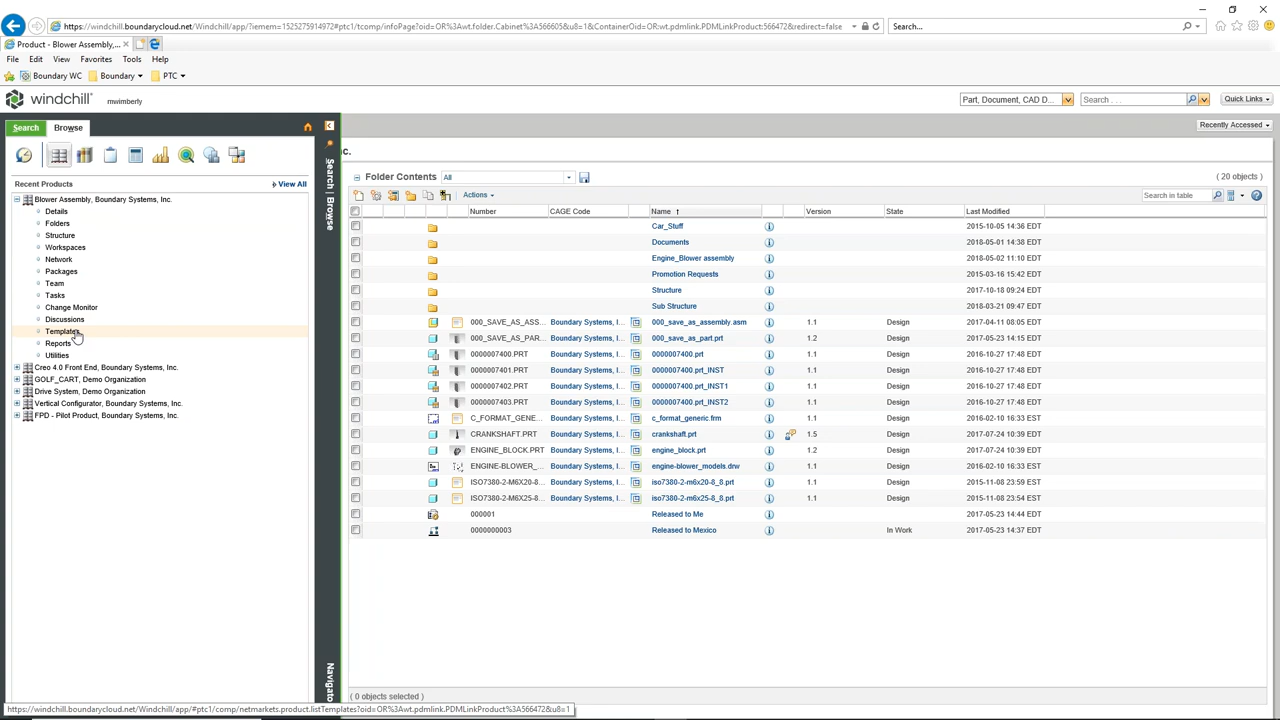 https://windchill.boundarycloud.net/Windchill/app/?iemem=1525275914972#ptc1/tcomp/infoPage?oid=OR%3Awt.folder.Cabinet%3A566605&u8=1&ContainerOid=OR:wt.pdmlink.PDMLinkProduct:566472&redirect=false
Search...
Product - Blower Assembly,...
File Edit View Favorites Tools Help
Boundary WC Boundary PTC
windchill mwimberly Part, Document, CAD D... Search . . . Quick Links
Search Browse Recently Accessed
nc.
Folder Contents All ( 20 objects )
Recent Products View All
Actions Search in table
Number CAGE Code Name Version State Last Modified
Blower Assembly, Boundary Systems, Inc.
Details
Folders
Structure
Workspaces
Network
Packages
Team
Tasks
Change Monitor
Discussions
Templates
Reports
Utilities
Creo 4.0 Front End, Boundary Systems, Inc.
GOLF_CART, Demo Organization
Drive System, Demo Organization
Vertical Configurator, Boundary Systems, Inc.
FPD - Pilot Product, Boundary Systems, Inc.
Search | Browse
Navigato
Car_Stuff 2015-10-05 14:36 EDT
Documents 2018-05-01 14:38 EDT
Engine_Blower assembly 2018-05-02 11:10 EDT
Promotion Requests 2015-03-16 15:42 EDT
Structure 2017-10-18 09:24 EDT
Sub Structure 2018-03-21 09:47 EDT
000_SAVE_AS_ASS... Boundary Systems, I... 000_save_as_assembly.asm 1.1 Design 2017-04-11 08:05 EDT
000_SAVE_AS_PAR... Boundary Systems, I... 000_save_as_part.prt 1.2 Design 2017-05-23 14:15 EDT
0000007400.PRT Boundary Systems, I... 0000007400.prt 1.1 Design 2016-10-27 17:48 EDT
0000007401.PRT Boundary Systems, I... 0000007400.prt_INST 1.1 Design 2016-10-27 17:48 EDT
0000007402.PRT Boundary Systems, I... 0000007400.prt_INST1 1.1 Design 2016-10-27 17:48 EDT
0000007403.PRT Boundary Systems, I... 0000007400.prt_INST2 1.1 Design 2016-10-27 17:48 EDT
C_FORMAT_GENE... Boundary Systems, I... c_format_generic.frm 1.1 Design 2016-02-10 16:33 EST
CRANKSHAFT.PRT Boundary Systems, I... crankshaft.prt 1.5 Design 2017-07-24 10:39 EDT
ENGINE_BLOCK.PRT Boundary Systems, I... engine_block.prt 1.2 Design 2017-07-24 10:39 EDT
ENGINE-BLOWER_... Boundary Systems, I... engine-blower_models.drw 1.1 Design 2016-02-10 16:33 EST
ISO7380-2-M6X20-8... Boundary Systems, I... iso7380-2-m6x20-8_8.prt 1.1 Design 2015-11-08 23:59 EST
ISO7380-2-M6X25-8... Boundary Systems, I... iso7380-2-m6x25-8_8.prt 1.1 Design 2015-11-08 23:54 EST
000001 Released to Me 2017-05-23 14:44 EDT
0000000003 Released to Mexico In Work 2017-05-23 14:37 EDT
( 0 objects selected )
https://windchill.boundarycloud.net/Windchill/app/#ptc1/comp/netmarkets.product.listTemplates?oid=OR%3Awt.pdmlink.PDMLinkProduct%3A566472&u8=1